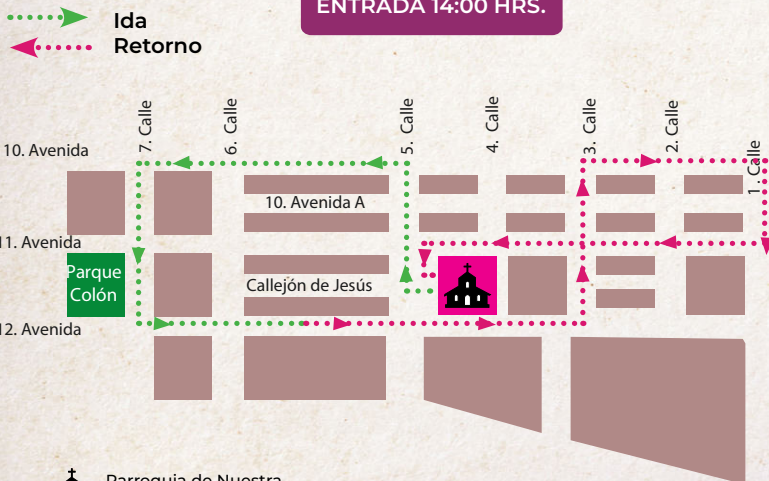 ENTRADA 14:00 HRS.
Ida
Retorno
7. Calle
6. Calle
5. Calle
4. Calle
3. Calle
2. Calle
1. Calle
10. Avenida
10. Avenida A
11. Avenida
Parque
Colón
Callejón de Jesús
12. Avenida
Parroquia de Nuestra